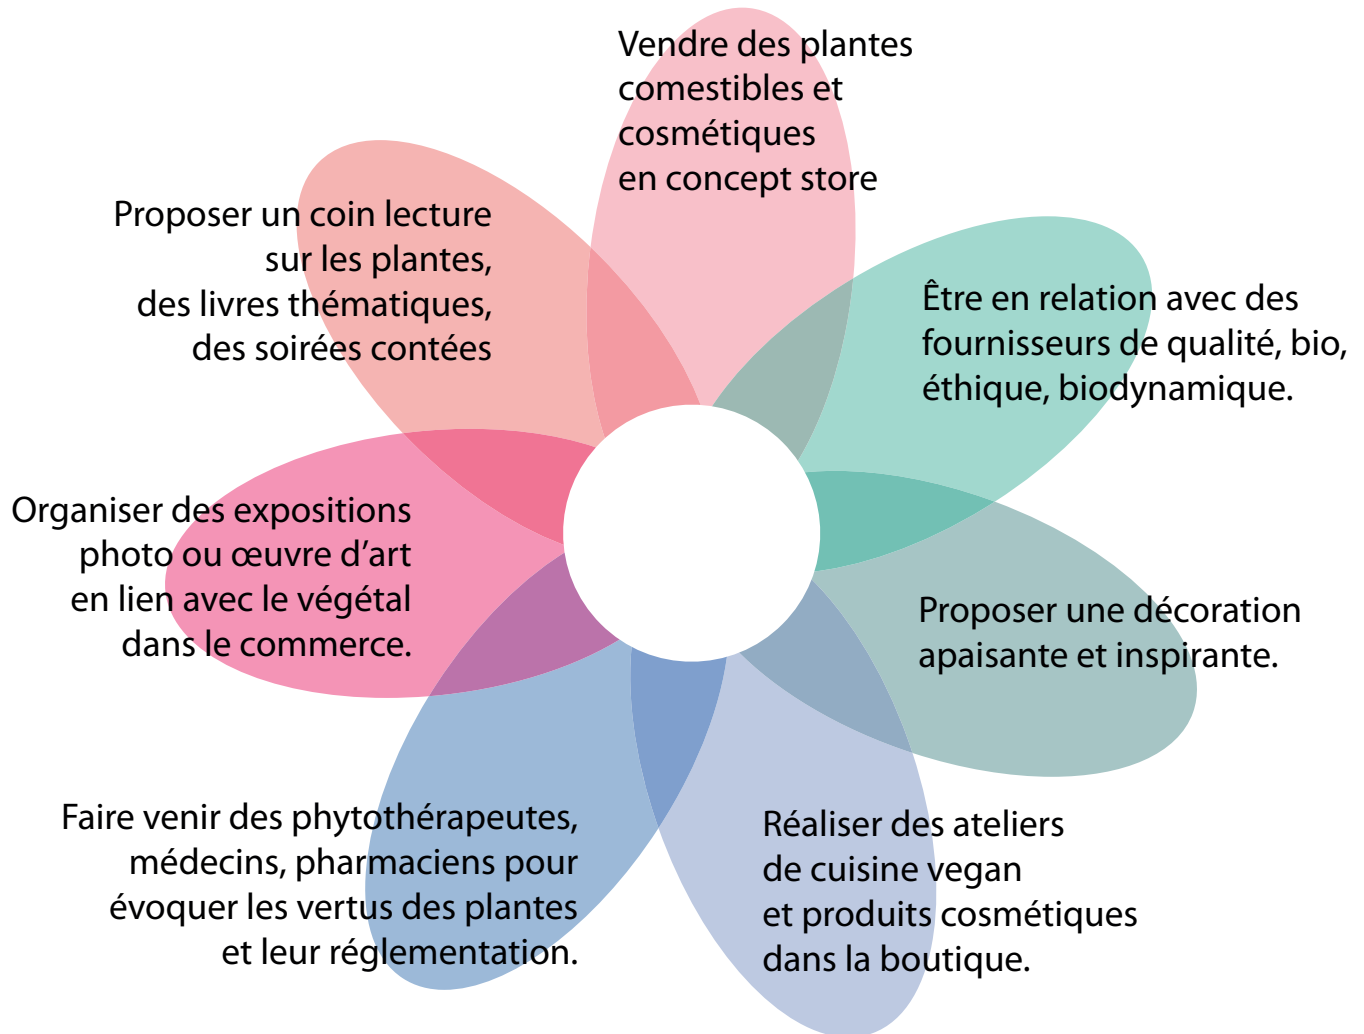 Vendre des plantes
comestibles et
cosmétiques
en concept store
Être en relation avec des
fournisseurs de qualité, bio,
éthique, biodynamique.
Proposer une décoration
apaisante et inspirante.
Réaliser des ateliers
de cuisine vegan
et produits cosmétiques
dans la boutique.
Faire venir des phytothérapeutes,
médecins, pharmaciens pour
évoquer les vertus des plantes
et leur réglementation.
Organiser des expositions
photo ou œuvre d’art
en lien avec le végétal
dans le commerce.
Proposer un coin lecture
sur les plantes,
des livres thématiques,
des soirées contées